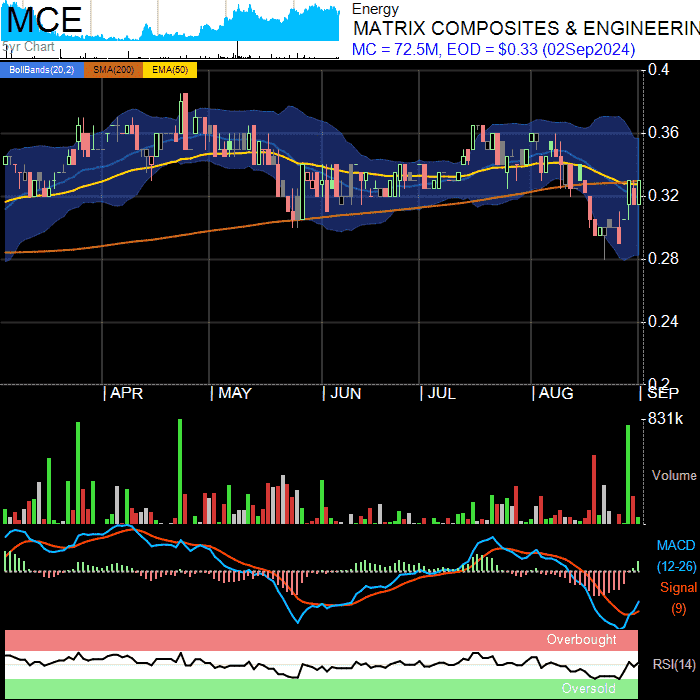 MCE
5yr Chart
Energy
MATRIX COMPOSITES & ENGINEERIN
MC = 72.5M, EOD = $0.33 (02Sep2024)
BollBands(20,2) SMA(200) EMA(50)
0.4
0.36
0.32
0.28
0.24
0.2
APR MAY JUN JUL AUG SEP
831k
Volume
MACD
(12-26)
Signal
(9)
Overbought
RSI(14)
Oversold